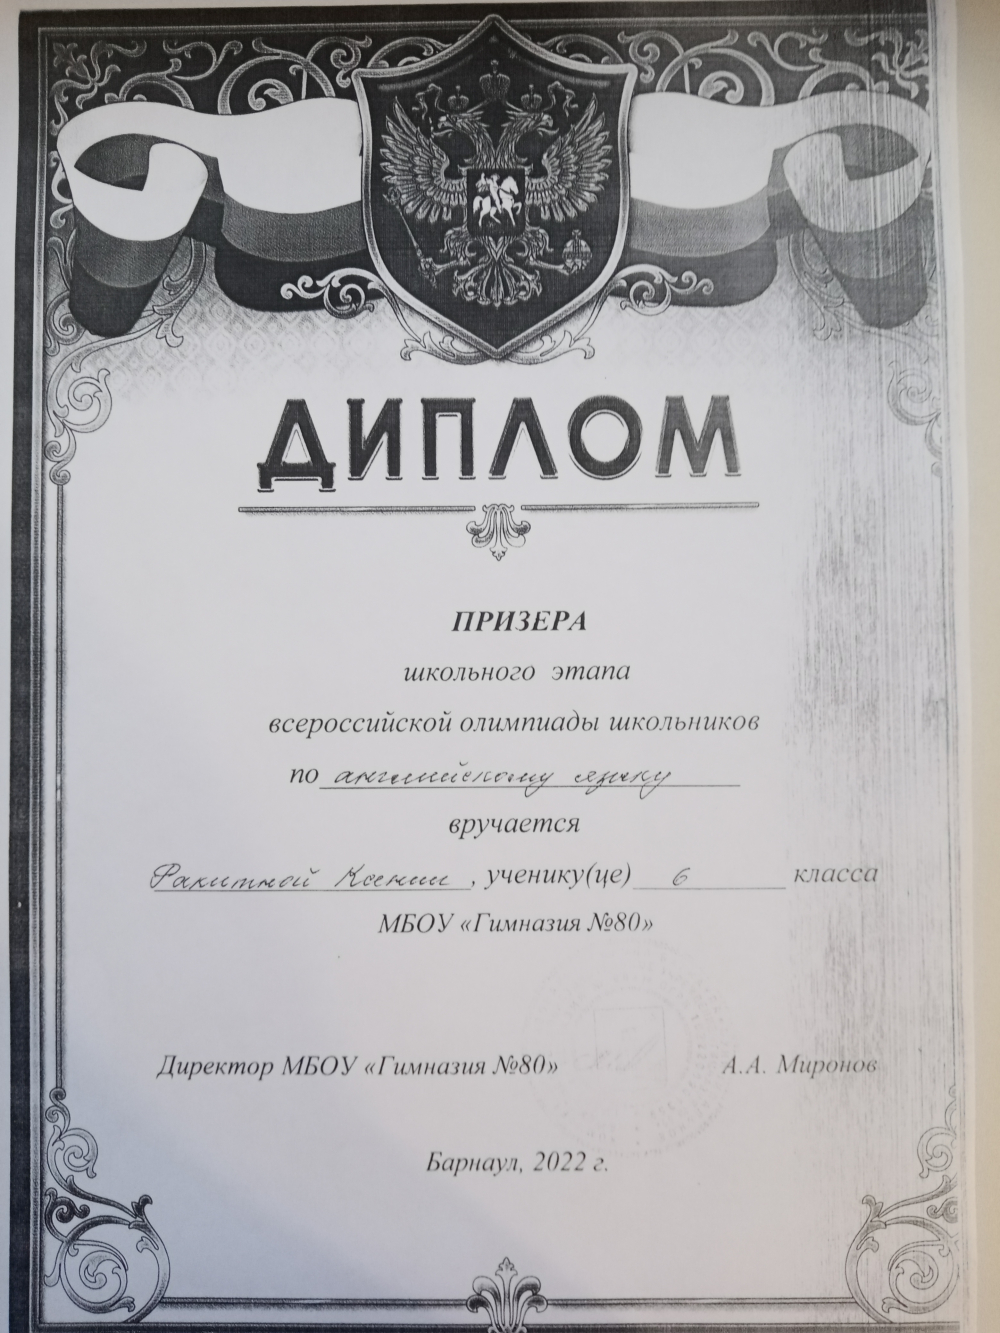 ДИПЛОМ
ПРИЗЕРА
школьного этапа
всероссийской олимпиады школьников
по английскому языку
вручается
Ракитной Ксении, ученику(це) 6 класса
МБОУ «Гимназия №80»
Директор МБОУ «Гимназия №80» А.А. Миронов
Барнаул, 2022 г.